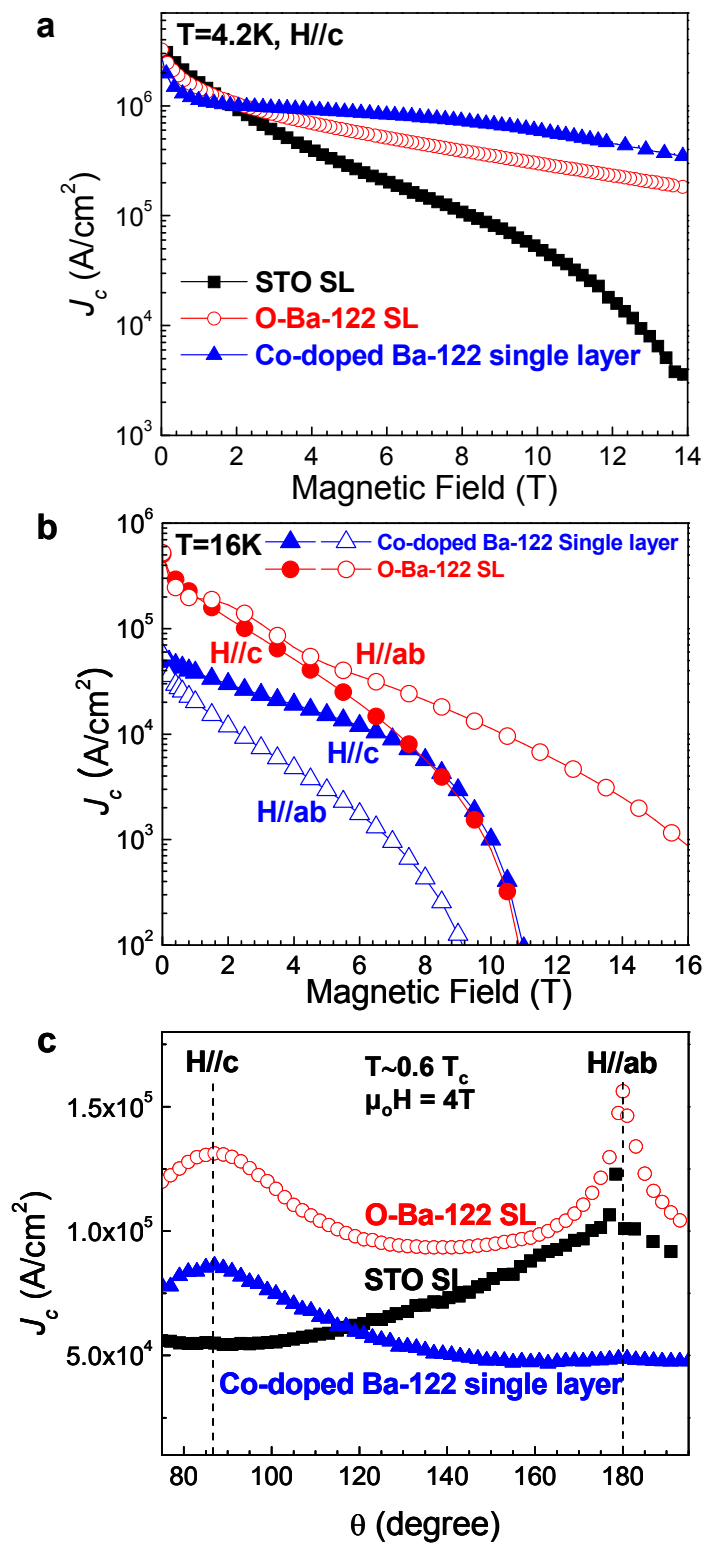 a
T=4.2K, H//c
10^6
10^5
10^4
10^3
J_c (A/cm^2)
STO SL
O-Ba-122 SL
Co-doped Ba-122 single layer
0 2 4 6 8 10 12 14
Magnetic Field (T)
b
10^6
10^5
10^4
10^3
10^2
J_c (A/cm^2)
T=16K
Co-doped Ba-122 Single layer
O-Ba-122 SL
H//c
H//ab
H//c
H//ab
0 2 4 6 8 10 12 14 16
Magnetic Field (T)
c
H//c
T~0.6 T_c
μ_oH = 4T
H//ab
1.5x10^5
1.0x10^5
5.0x10^4
J_c (A/cm^2)
O-Ba-122 SL
STO SL
Co-doped Ba-122 single layer
80 100 120 140 160 180
θ (degree)